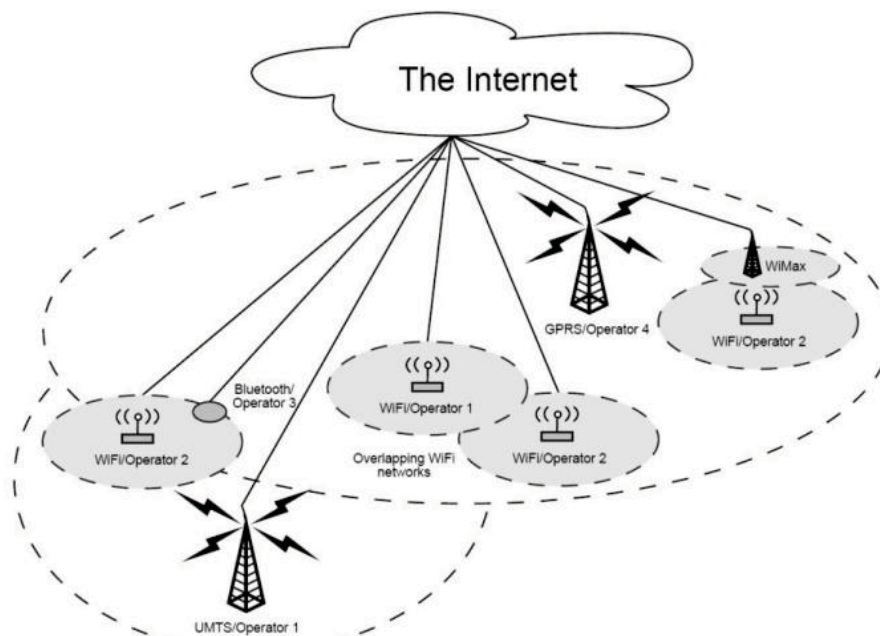 The Internet
WiMax
GPRS/Operator 4
WiFi/Operator 2
Bluetooth/
Operator 3
WiFi/Operator 1
WiFi/Operator 2
WiFi/Operator 2
Overlapping WiFi
networks
UMTS/Operator 1